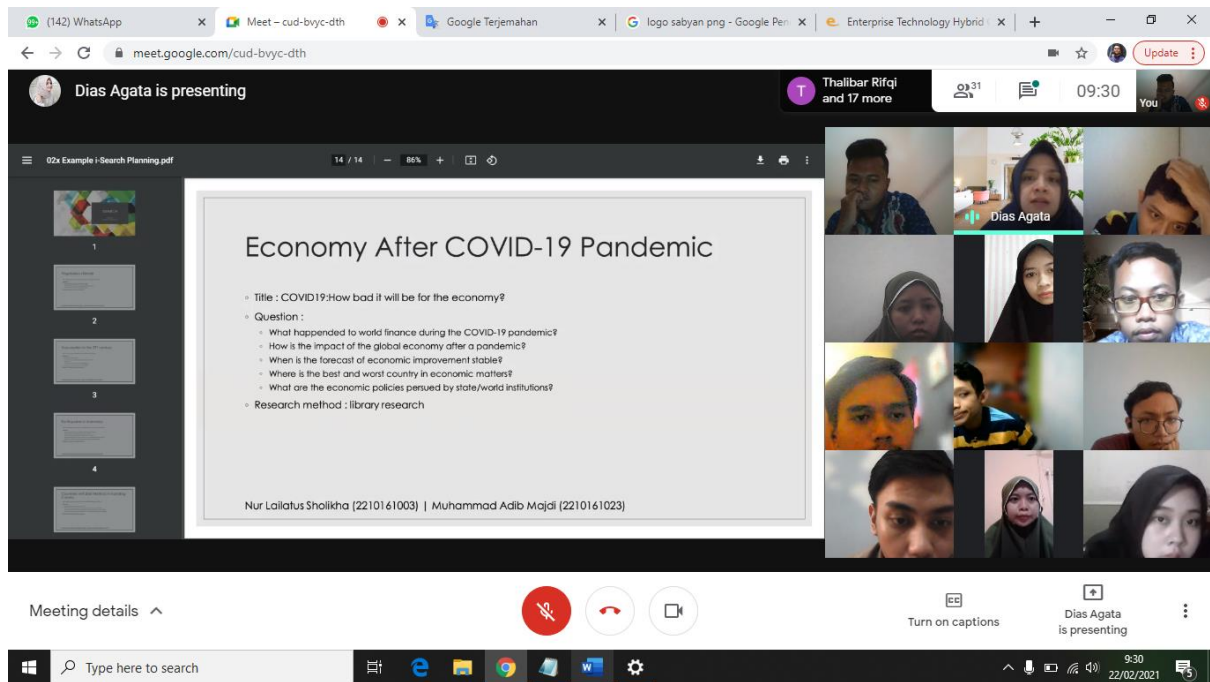 (142) WhatsApp
Meet – cud-bvyc-dth
Google Terjemahan
logo sabyan png - Google Pen
Enterprise Technology Hybrid
meet.google.com/cud-bvyc-dth
Update
Dias Agata is presenting
T
Thalibar Rifqi
and 17 more
31
09:30
You
02x Example i-Search Planning.pdf
14 / 14
86%
1
2
3
4
Economy After COVID-19 Pandemic
Title : COVID19:How bad it will be for the economy?
Question :
What happended to world finance during the COVID-19 pandemic?
How is the impact of the global economy after a pandemic?
When is the forecast of economic improvement stable?
Where is the best and worst country in economic matters?
What are the economic policies persued by state/world institutions?
Research method : library research
Nur Lailatus Sholikha (2210161003) | Muhammad Adib Majdi (2210161023)
Dias Agata
Meeting details
CC
Turn on captions
Dias Agata
is presenting
Type here to search
9:30
22/02/2021
5